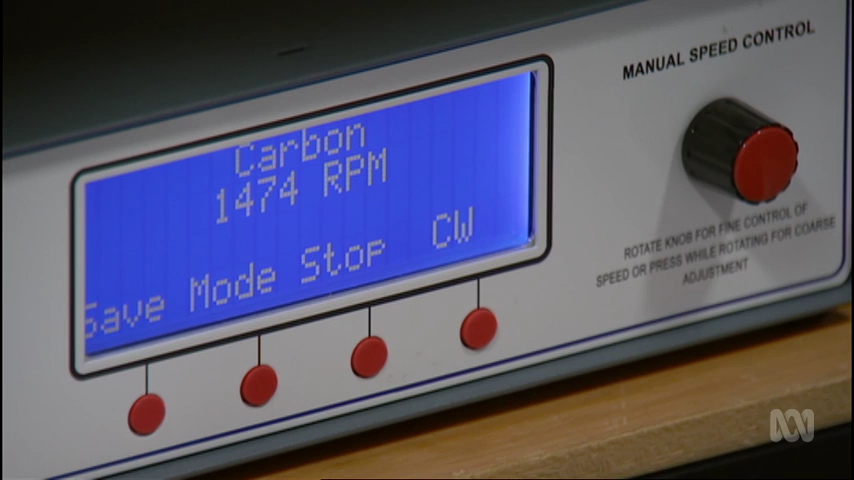 Carbon
1474 RPM
Save Mode Stop CW
MANUAL SPEED CONTROL
ROTATE KNOB FOR FINE CONTROL OF
SPEED OR PRESS WHILE ROTATING FOR COARSE
ADJUSTMENT